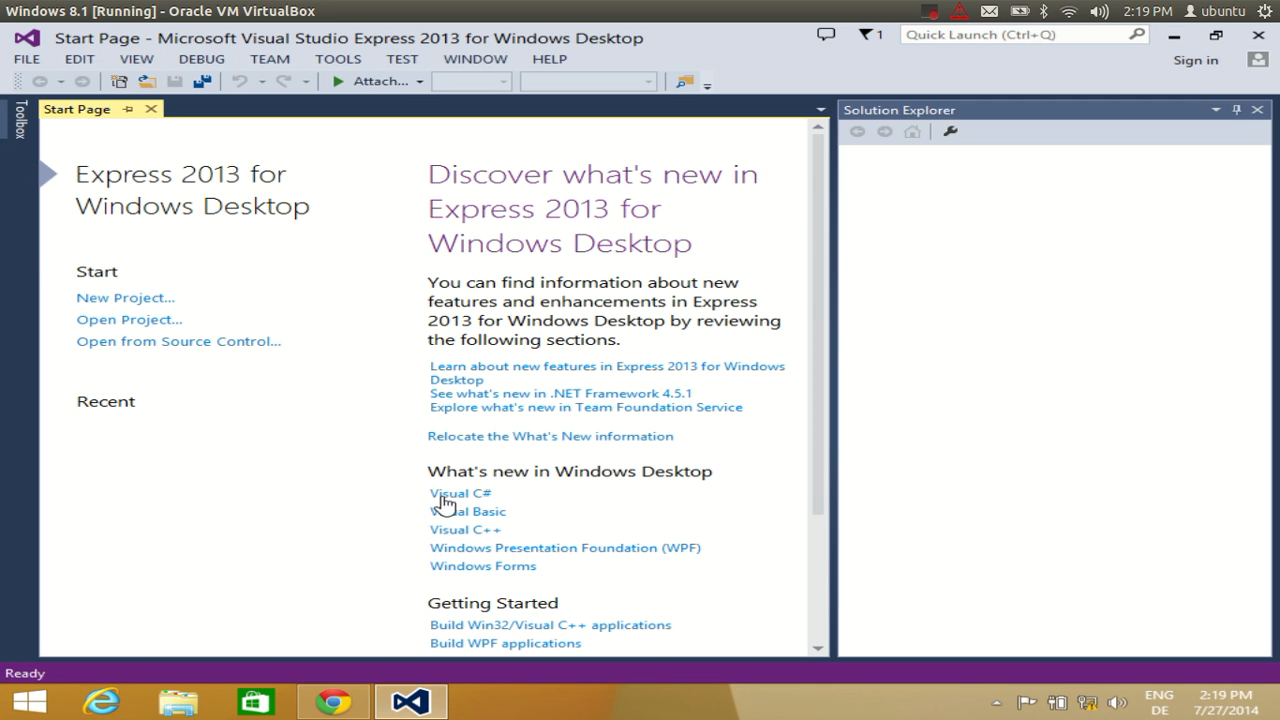 Windows 8.1 [Running] - Oracle VM VirtualBox
2:19 PM
ubuntu
Start Page - Microsoft Visual Studio Express 2013 for Windows Desktop
1
Quick Launch (Ctrl+Q)
FILE EDIT VIEW DEBUG TEAM TOOLS TEST WINDOW HELP
Sign in
Attach...
Toolbox
Start Page
Solution Explorer
Express 2013 for
Windows Desktop
Start
New Project...
Open Project...
Open from Source Control...
Recent
Discover what's new in
Express 2013 for
Windows Desktop
You can find information about new
features and enhancements in Express
2013 for Windows Desktop by reviewing
the following sections.
Learn about new features in Express 2013 for Windows
Desktop
See what's new in .NET Framework 4.5.1
Explore what's new in Team Foundation Service
Relocate the What's New information
What's new in Windows Desktop
Visual C#
Visual Basic
Visual C++
Windows Presentation Foundation (WPF)
Windows Forms
Getting Started
Build Win32/Visual C++ applications
Build WPF applications
Ready
ENG
DE
2:19 PM
7/27/2014